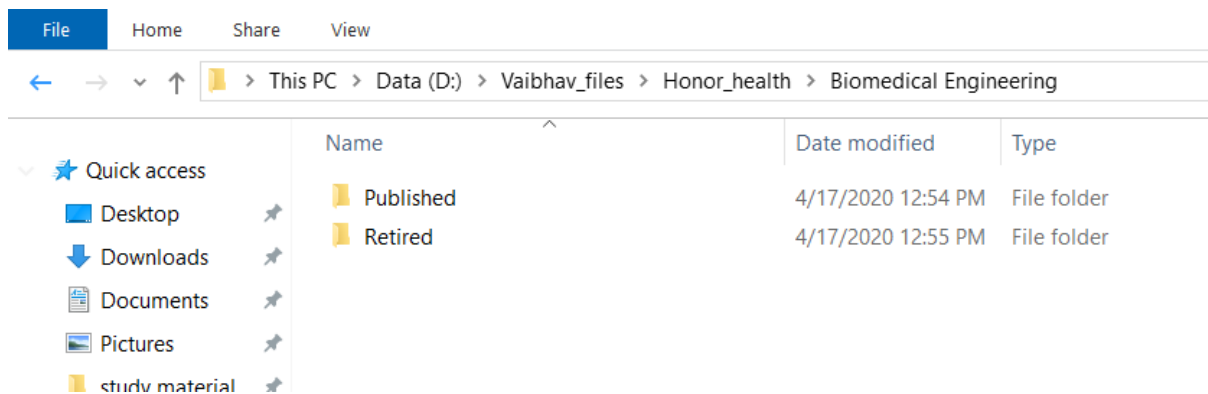 File Home Share View
This PC > Data (D:) > Vaibhav_files > Honor_health > Biomedical Engineering
Name Date modified Type
Quick access
Published 4/17/2020 12:54 PM File folder
Desktop
Retired 4/17/2020 12:55 PM File folder
Downloads
Documents
Pictures
study material